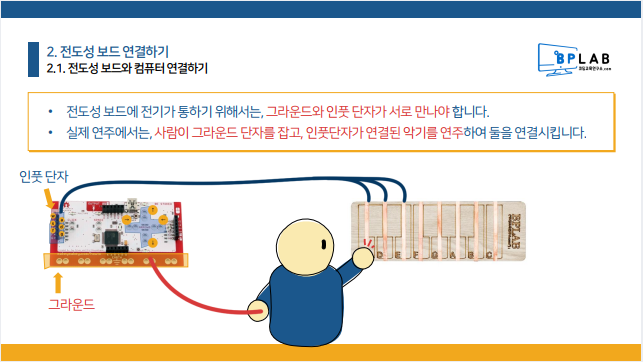 2. 전도성 보드 연결하기
2.1. 전도성 보드와 컴퓨터 연결하기
BPLAB
• 전도성 보드에 전기가 통하기 위해서는, 그라운드와 인풋 단자가 서로 만나야 합니다.
• 실제 연주에서는, 사람이 그라운드 단자를 잡고, 인풋단자가 연결된 악기를 연주하여 둘을 연결시킵니다.
인풋 단자
BPLAB
D E F G A B C
그라운드